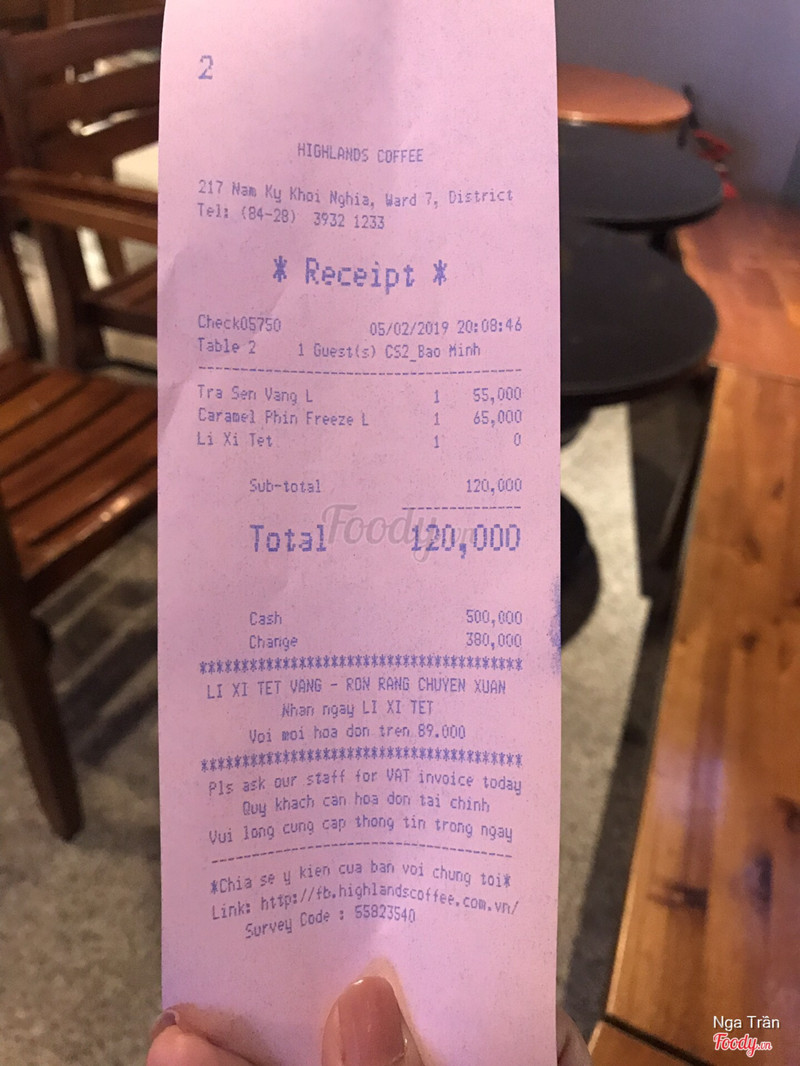 2
HIGHLANDS COFFEE
217 Nam Ky Khoi Nghia, Ward 7, District
Tel: (84-28) 3932 1233
* Receipt *
Check05750 05/02/2019 20:08:46
Table 2 1 Guest(s) CS2_Bao Minh
Tra Sen Vang L 1 55,000
Caramel Phin Freeze L 1 65,000
Li Xi Tet 1 0
Sub-total 120,000
Total 120,000
Foody.vn
Cash 500,000
Change 380,000
***************************************
LI XI TET VANG - RON RANG CHUYEN XUAN
Nhan ngay LI XI TET
Voi moi hoa don tren 89.000
***************************************
Pls ask our staff for VAT invoice today
Quy khach can hoa don tai chinh
Vui long cung cap thong tin trong ngay
*Chia se y kien cua ban voi chung toi*
Link: http://fb.highlandscoffee.com.vn/
Survey Code : 55823540
Nga Trần
Foody.vn